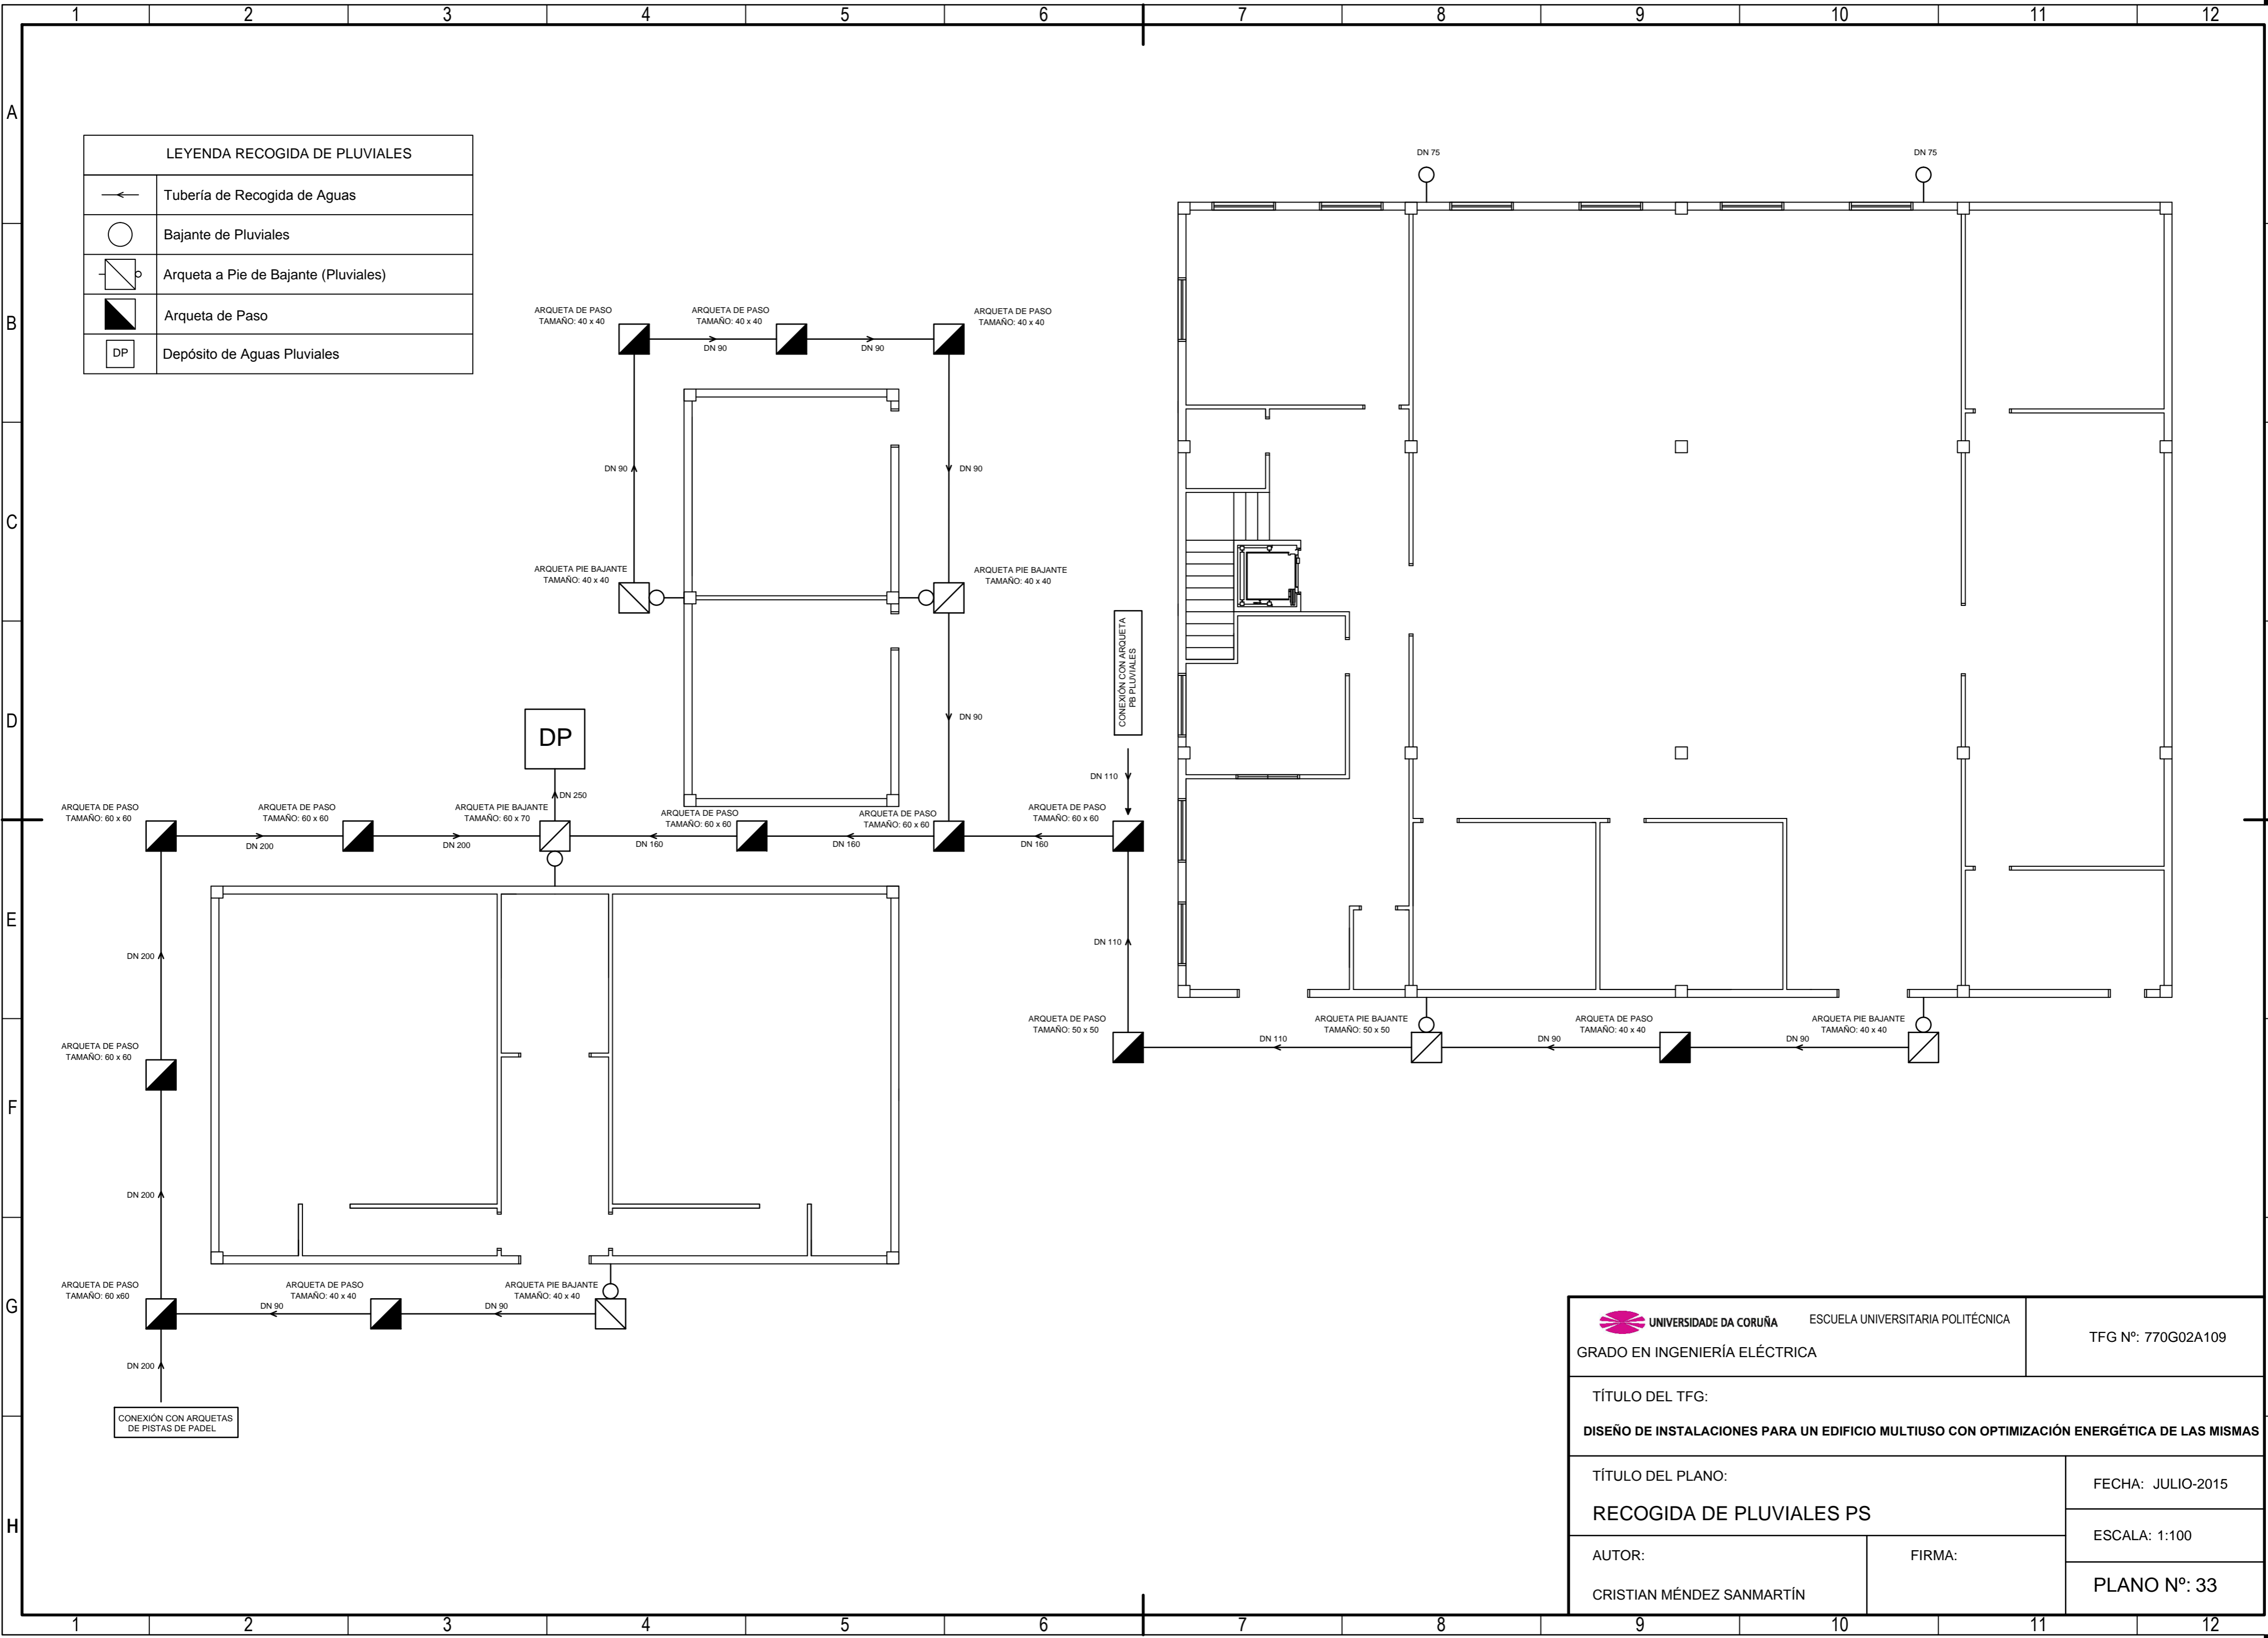 1 2 3 4 5 6 7 8 9 10 11 12
A
B
C
D
E
F
G
H
LEYENDA RECOGIDA DE PLUVIALES
Tubería de Recogida de Aguas
Bajante de Pluviales
Arqueta a Pie de Bajante (Pluviales)
Arqueta de Paso
DP
Depósito de Aguas Pluviales
DN 75
DN 75
ARQUETA DE PASO
TAMAÑO: 40 x 40
ARQUETA DE PASO
TAMAÑO: 40 x 40
ARQUETA DE PASO
TAMAÑO: 40 x 40
DN 90
DN 90
DN 90
DN 90
ARQUETA PIE BAJANTE
TAMAÑO: 40 x 40
ARQUETA PIE BAJANTE
TAMAÑO: 40 x 40
CONEXIÓN CON ARQUETA
PB PLUVIALES
DN 90
DP
DN 110
DN 250
ARQUETA DE PASO
TAMAÑO: 60 x 60
ARQUETA DE PASO
TAMAÑO: 60 x 60
ARQUETA PIE BAJANTE
TAMAÑO: 60 x 70
ARQUETA DE PASO
TAMAÑO: 60 x 60
ARQUETA DE PASO
TAMAÑO: 60 x 60
ARQUETA DE PASO
TAMAÑO: 60 x 60
DN 200
DN 200
DN 160
DN 160
DN 160
DN 200
DN 110
ARQUETA DE PASO
TAMAÑO: 50 x 50
ARQUETA PIE BAJANTE
TAMAÑO: 50 x 50
ARQUETA DE PASO
TAMAÑO: 40 x 40
ARQUETA PIE BAJANTE
TAMAÑO: 40 x 40
DN 110
DN 90
DN 90
ARQUETA DE PASO
TAMAÑO: 60 x 60
DN 200
ARQUETA DE PASO
TAMAÑO: 60 x60
ARQUETA DE PASO
TAMAÑO: 40 x 40
ARQUETA PIE BAJANTE
TAMAÑO: 40 x 40
DN 90
DN 90
DN 200
CONEXIÓN CON ARQUETAS
DE PISTAS DE PADEL
UNIVERSIDADE DA CORUÑA
ESCUELA UNIVERSITARIA POLITÉCNICA
GRADO EN INGENIERÍA ELÉCTRICA
TFG Nº: 770G02A109
TÍTULO DEL TFG:
DISEÑO DE INSTALACIONES PARA UN EDIFICIO MULTIUSO CON OPTIMIZACIÓN ENERGÉTICA DE LAS MISMAS
TÍTULO DEL PLANO:
RECOGIDA DE PLUVIALES PS
FECHA: JULIO-2015
ESCALA: 1:100
AUTOR:
CRISTIAN MÉNDEZ SANMARTÍN
FIRMA:
PLANO Nº: 33
1 2 3 4 5 6 7 8 9 10 11 12